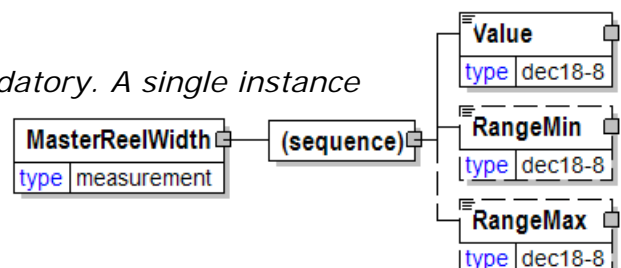 Value
type dec18-8
datory. A single instance
MasterReelWidth
type measurement
(sequence)
RangeMin
type dec18-8
RangeMax
type dec18-8